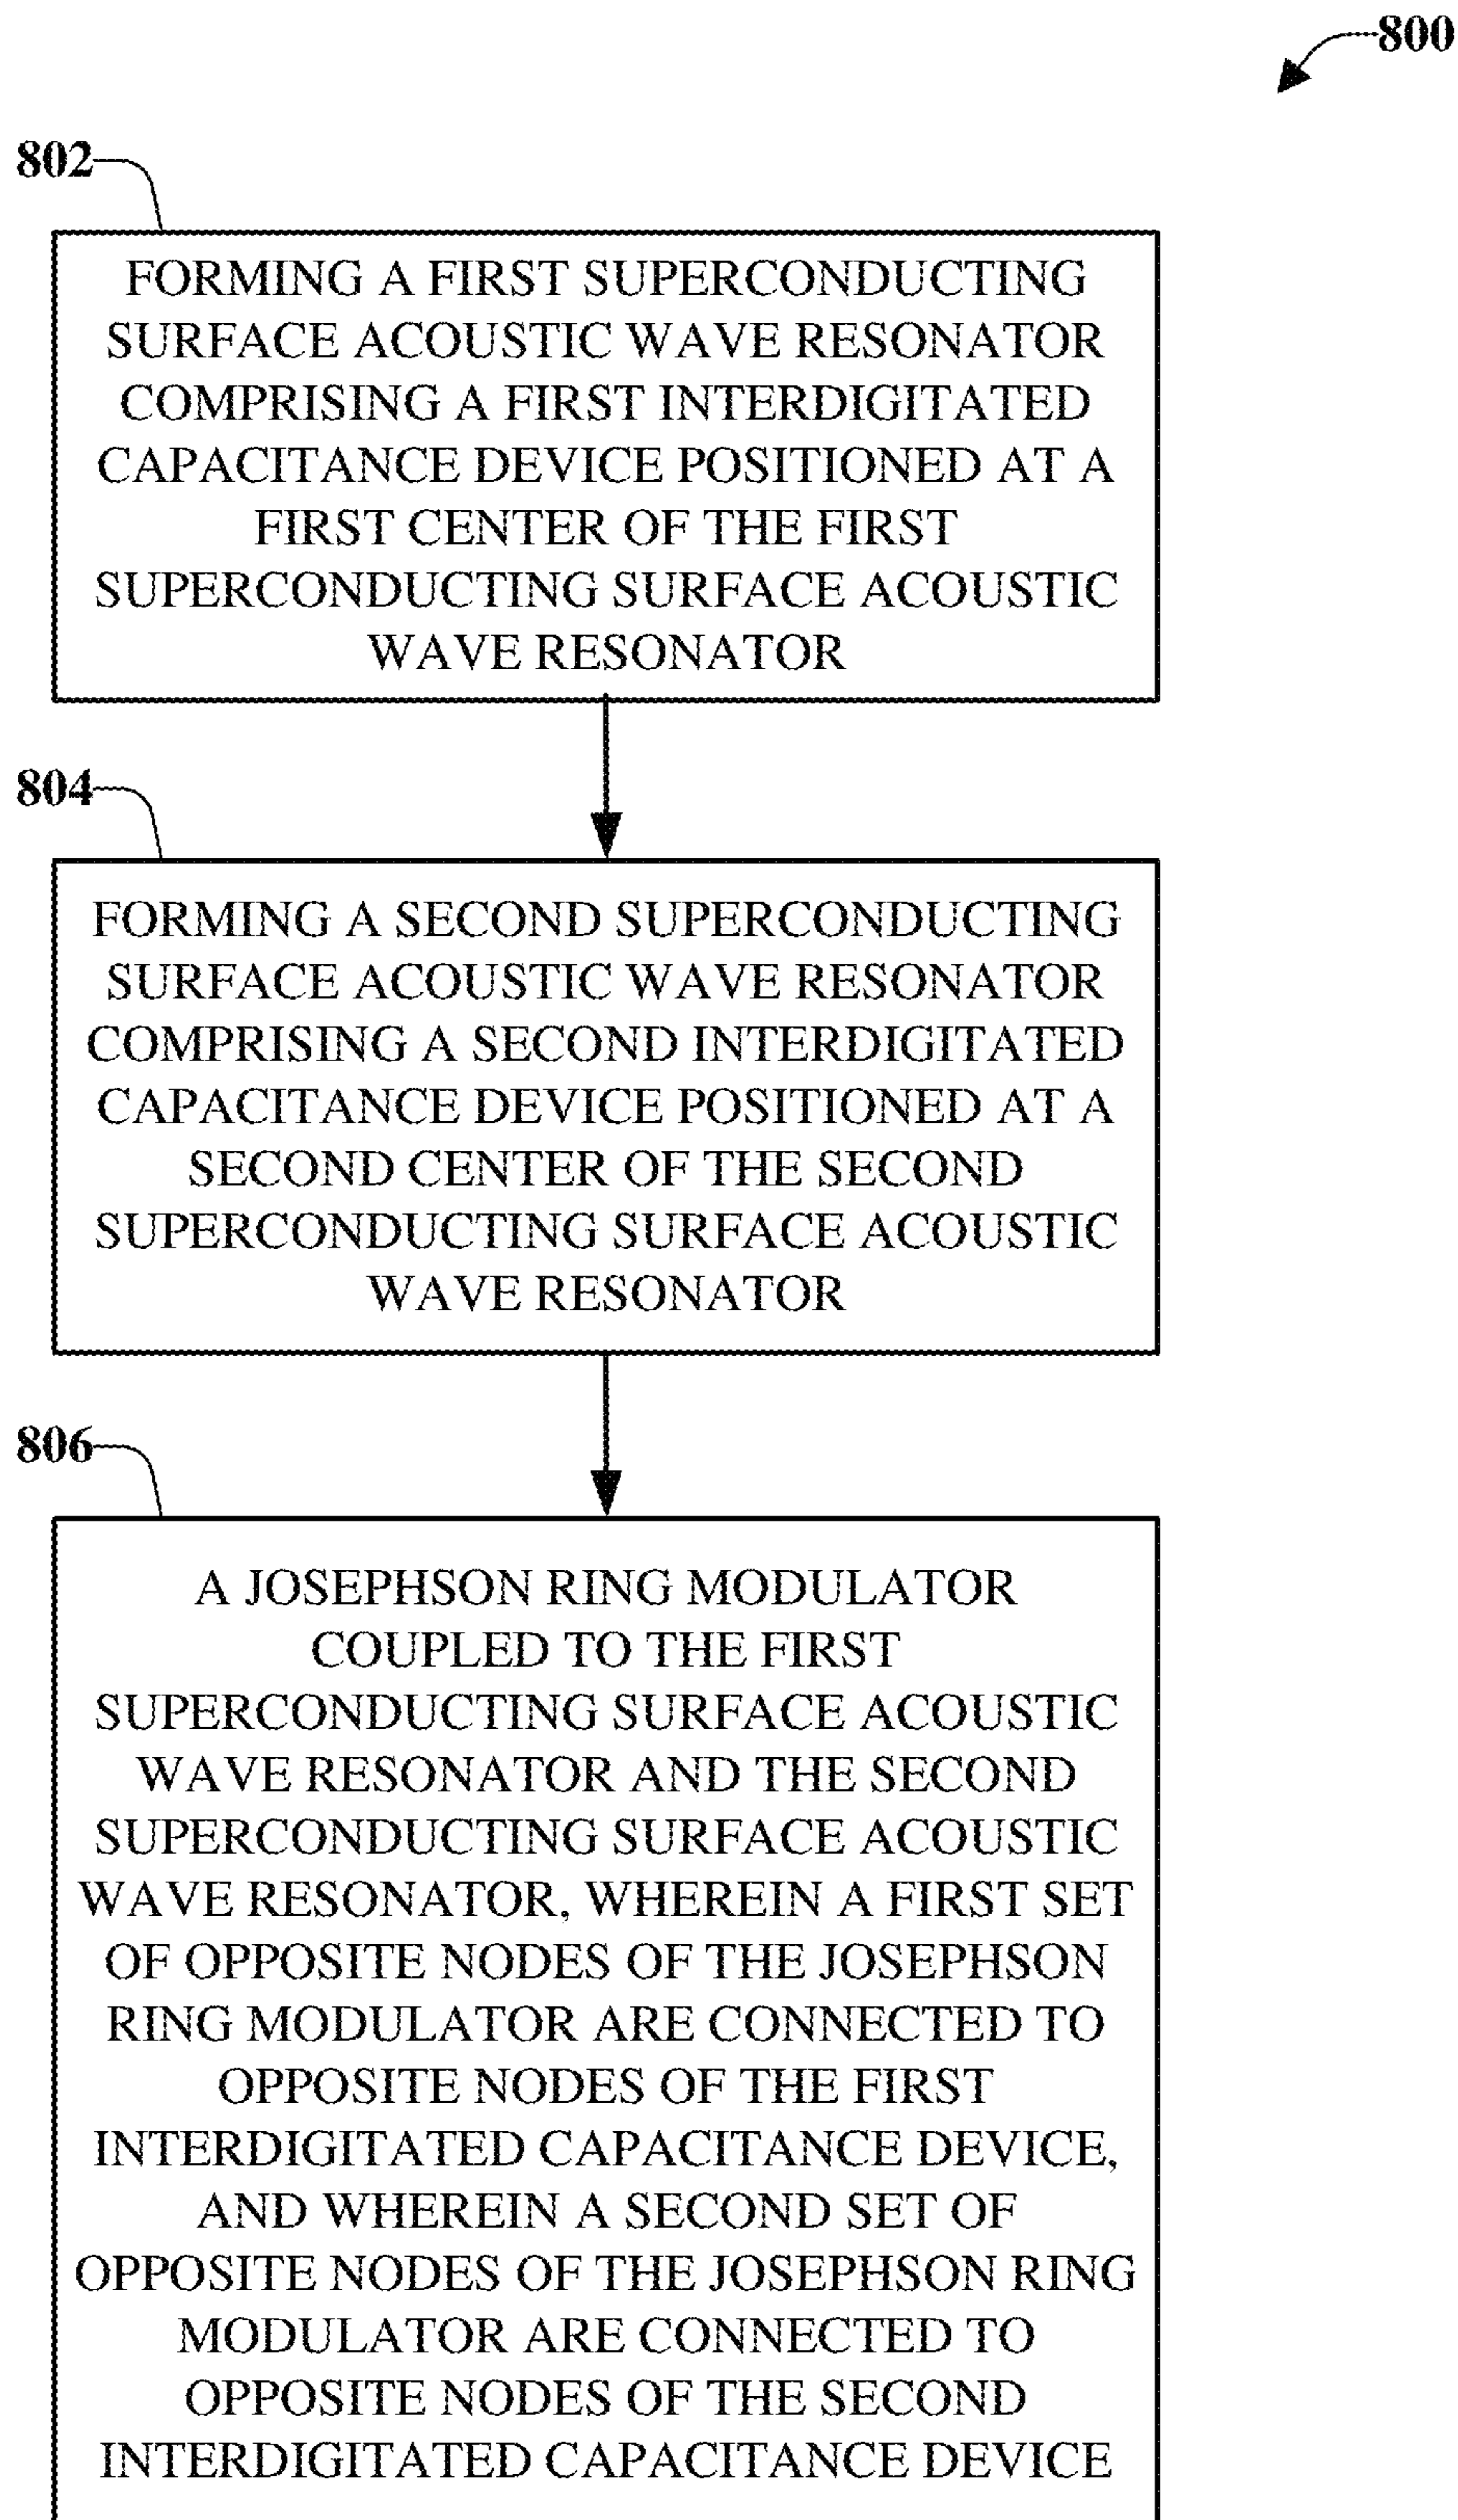 800
802
FORMING A FIRST SUPERCONDUCTING
SURFACE ACOUSTIC WAVE RESONATOR
COMPRISING A FIRST INTERDIGITATED
CAPACITANCE DEVICE POSITIONED AT A
FIRST CENTER OF THE FIRST
SUPERCONDUCTING SURFACE ACOUSTIC
WAVE RESONATOR
804
FORMING A SECOND SUPERCONDUCTING
SURFACE ACOUSTIC WAVE RESONATOR
COMPRISING A SECOND INTERDIGITATED
CAPACITANCE DEVICE POSITIONED AT A
SECOND CENTER OF THE SECOND
SUPERCONDUCTING SURFACE ACOUSTIC
WAVE RESONATOR
806
A JOSEPHSON RING MODULATOR
COUPLED TO THE FIRST
SUPERCONDUCTING SURFACE ACOUSTIC
WAVE RESONATOR AND THE SECOND
SUPERCONDUCTING SURFACE ACOUSTIC
WAVE RESONATOR, WHEREIN A FIRST SET
OF OPPOSITE NODES OF THE JOSEPHSON
RING MODULATOR ARE CONNECTED TO
OPPOSITE NODES OF THE FIRST
INTERDIGITATED CAPACITANCE DEVICE,
AND WHEREIN A SECOND SET OF
OPPOSITE NODES OF THE JOSEPHSON RING
MODULATOR ARE CONNECTED TO
OPPOSITE NODES OF THE SECOND
INTERDIGITATED CAPACITANCE DEVICE